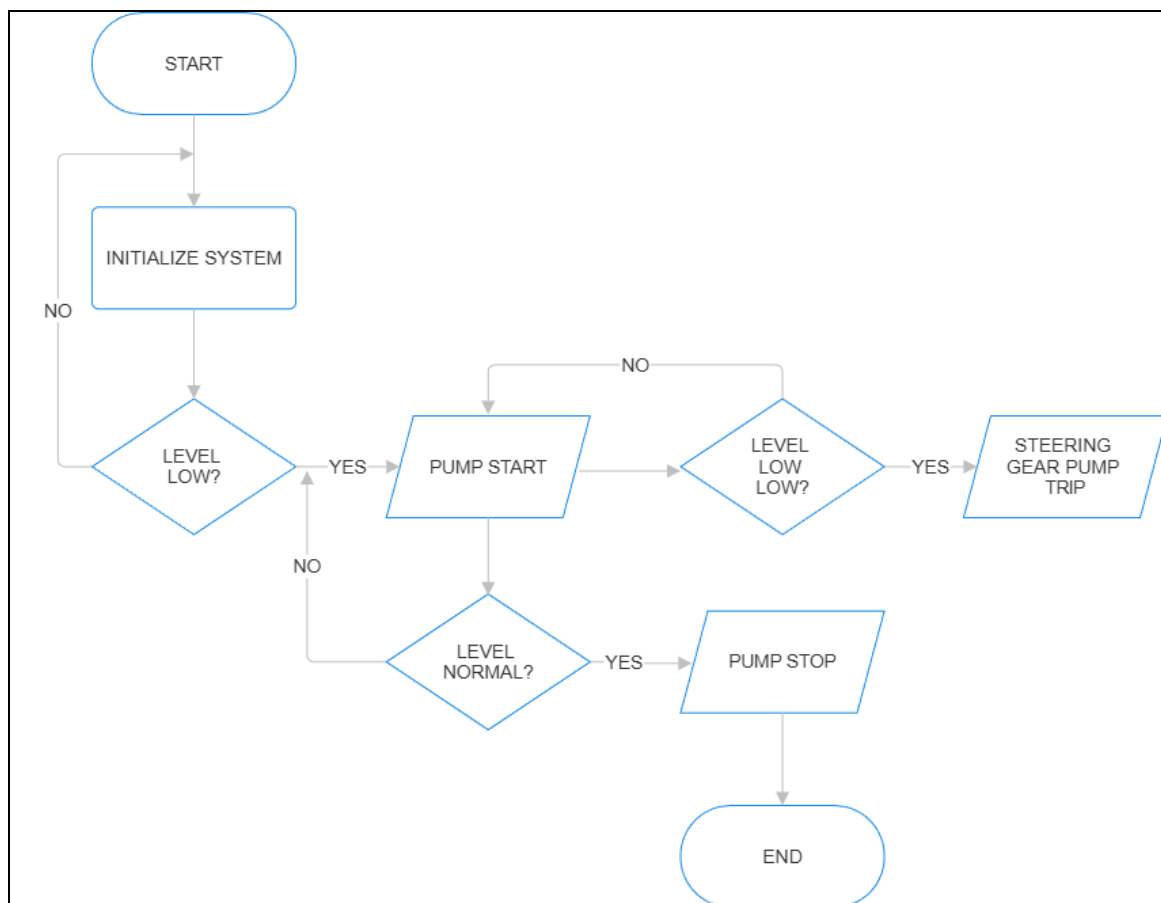 START
INITIALIZE SYSTEM
NO
NO
LEVEL
LOW?
YES
PUMP START
LEVEL
LOW
LOW?
YES
STEERING
GEAR PUMP
TRIP
NO
LEVEL
NORMAL?
YES
PUMP STOP
END